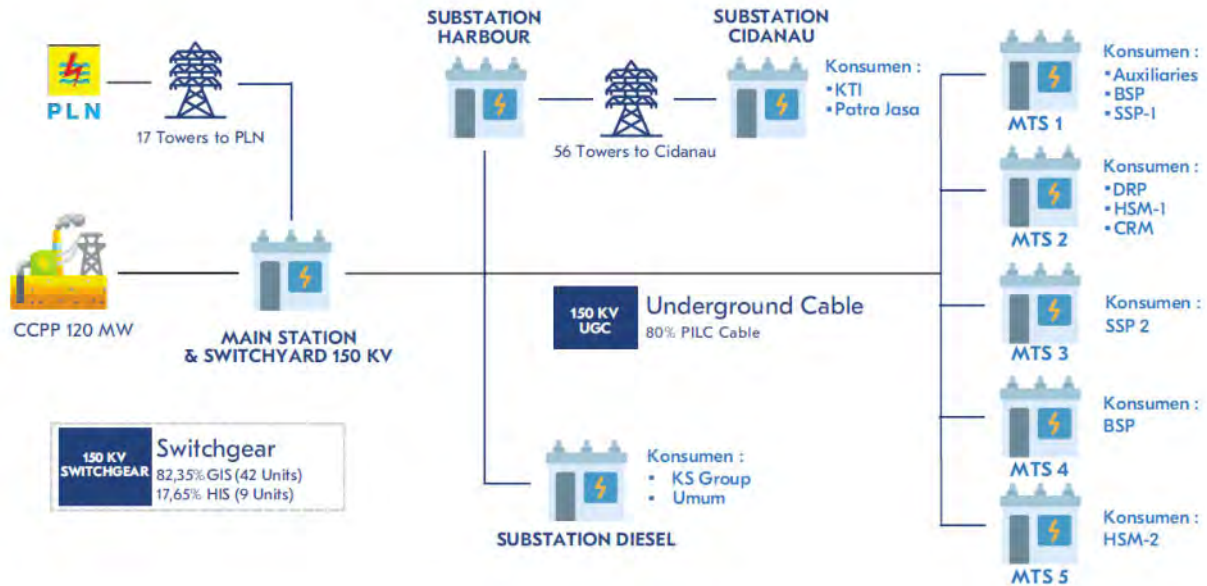 PLN
17 Towers to PLN
CCPP 120 MW
MAIN STATION
& SWITCHYARD 150 KV
SUBSTATION
HARBOUR
56 Towers to Cidanau
SUBSTATION
CIDANAU
Konsumen :
▪KTI
▪Patra Jasa
150 KV
UGC
Underground Cable
80% PILC Cable
150 KV
SWITCHGEAR
Switchgear
82,35% GIS (42 Units)
17,65% HIS (9 Units)
SUBSTATION DIESEL
Konsumen :
▪ KS Group
▪ Umum
MTS 1
Konsumen :
▪Auxiliaries
▪BSP
▪SSP-1
MTS 2
Konsumen :
▪DRP
▪HSM-1
▪CRM
MTS 3
Konsumen :
SSP 2
MTS 4
Konsumen :
BSP
MTS 5
Konsumen :
HSM-2